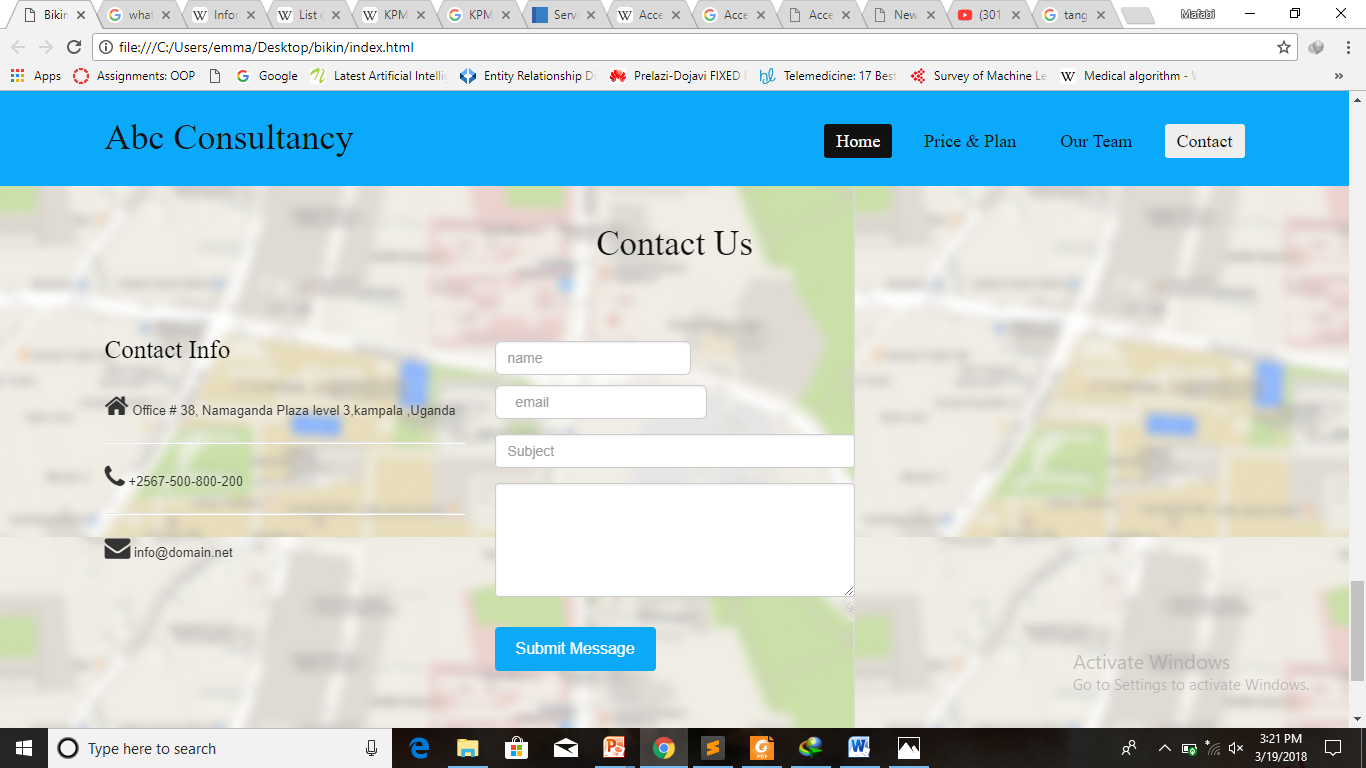 Bikin
what
Infor
List o
KPM
KPM
Serv
Acce
Acce
Acce
New
(301
tang
Mafabi
file:///C:/Users/emma/Desktop/bikin/index.html
Apps
Assignments: OOP
Google
Latest Artificial Intelli
Entity Relationship Di
Prelazi-Dojavi FIXED
Telemedicine: 17 Best
Survey of Machine Le
Medical algorithm -
»
Abc Consultancy
Home
Price & Plan
Our Team
Contact
Contact Us
Contact Info
Office # 38, Namaganda Plaza level 3,kampala ,Uganda
+2567-500-800-200
info@domain.net
name
email
Subject
Submit Message
Activate Windows
Go to Settings to activate Windows.
Type here to search
3:21 PM
3/19/2018